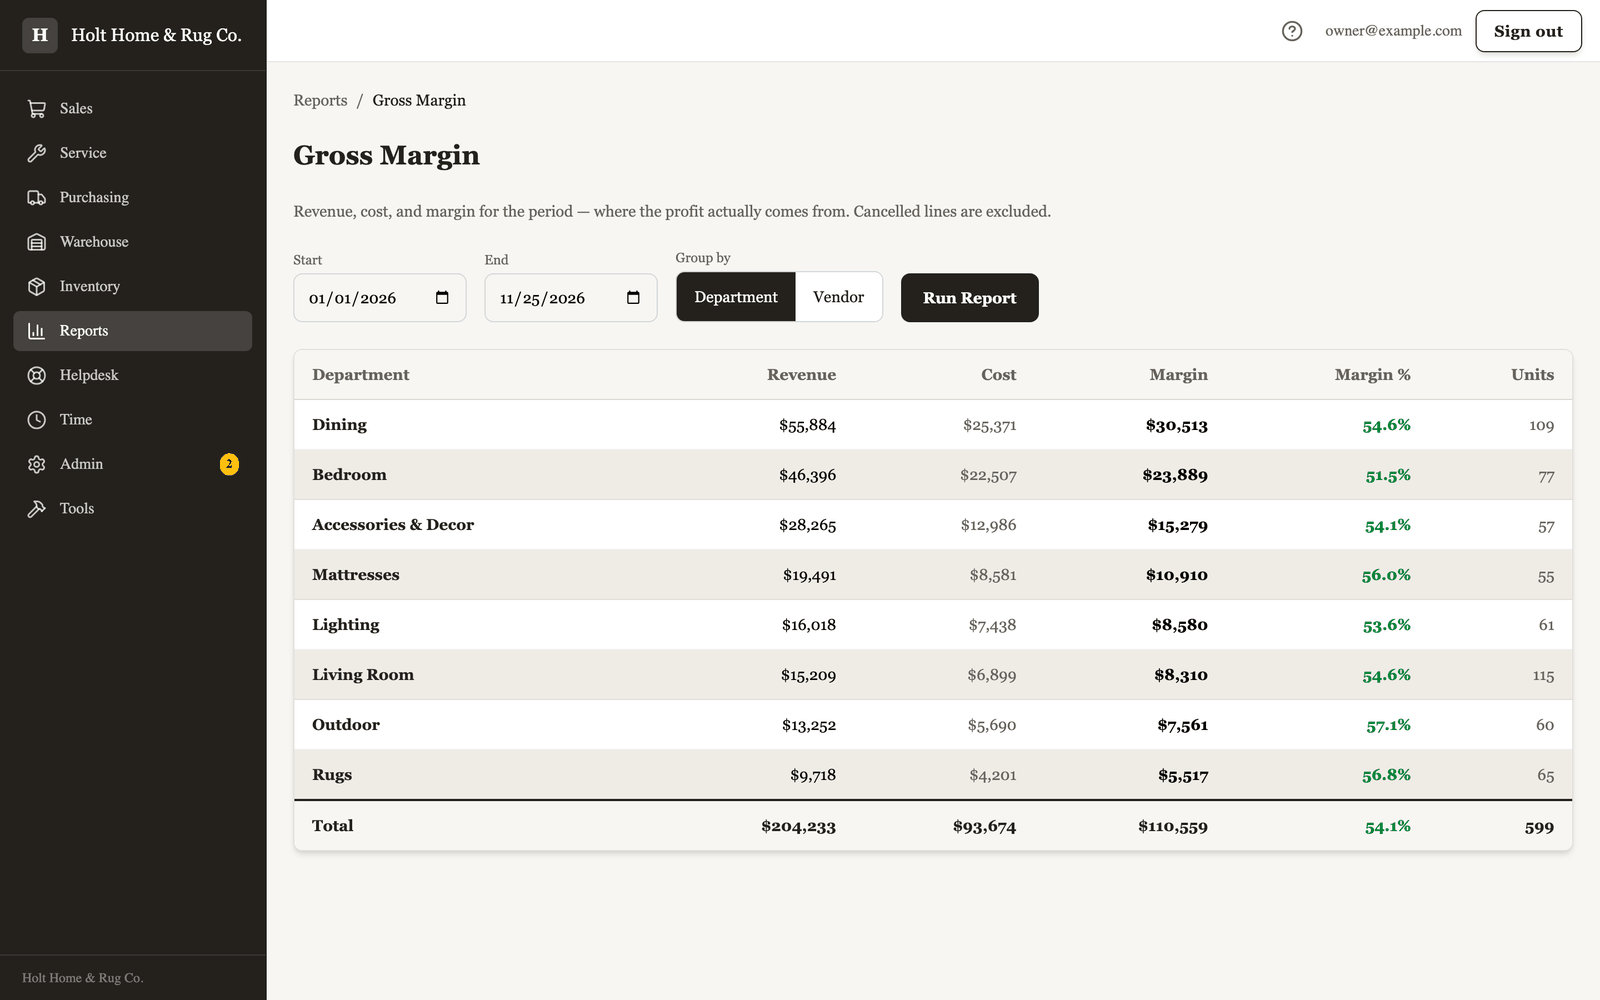 H Holt Home & Rug Co.
Sales
Service
Purchasing
Warehouse
Inventory
Reports
Helpdesk
Time
Admin 2
Tools
Holt Home & Rug Co.
? owner@example.com Sign out
Reports / Gross Margin
Gross Margin
Revenue, cost, and margin for the period — where the profit actually comes from. Cancelled lines are excluded.
Start End Group by
01/01/2026 11/25/2026 Department Vendor Run Report
Department Revenue Cost Margin Margin % Units
Dining $55,884 $25,371 $30,513 54.6% 109
Bedroom $46,396 $22,507 $23,889 51.5% 77
Accessories & Decor $28,265 $12,986 $15,279 54.1% 57
Mattresses $19,491 $8,581 $10,910 56.0% 55
Lighting $16,018 $7,438 $8,580 53.6% 61
Living Room $15,209 $6,899 $8,310 54.6% 115
Outdoor $13,252 $5,690 $7,561 57.1% 60
Rugs $9,718 $4,201 $5,517 56.8% 65
Total $204,233 $93,674 $110,559 54.1% 599